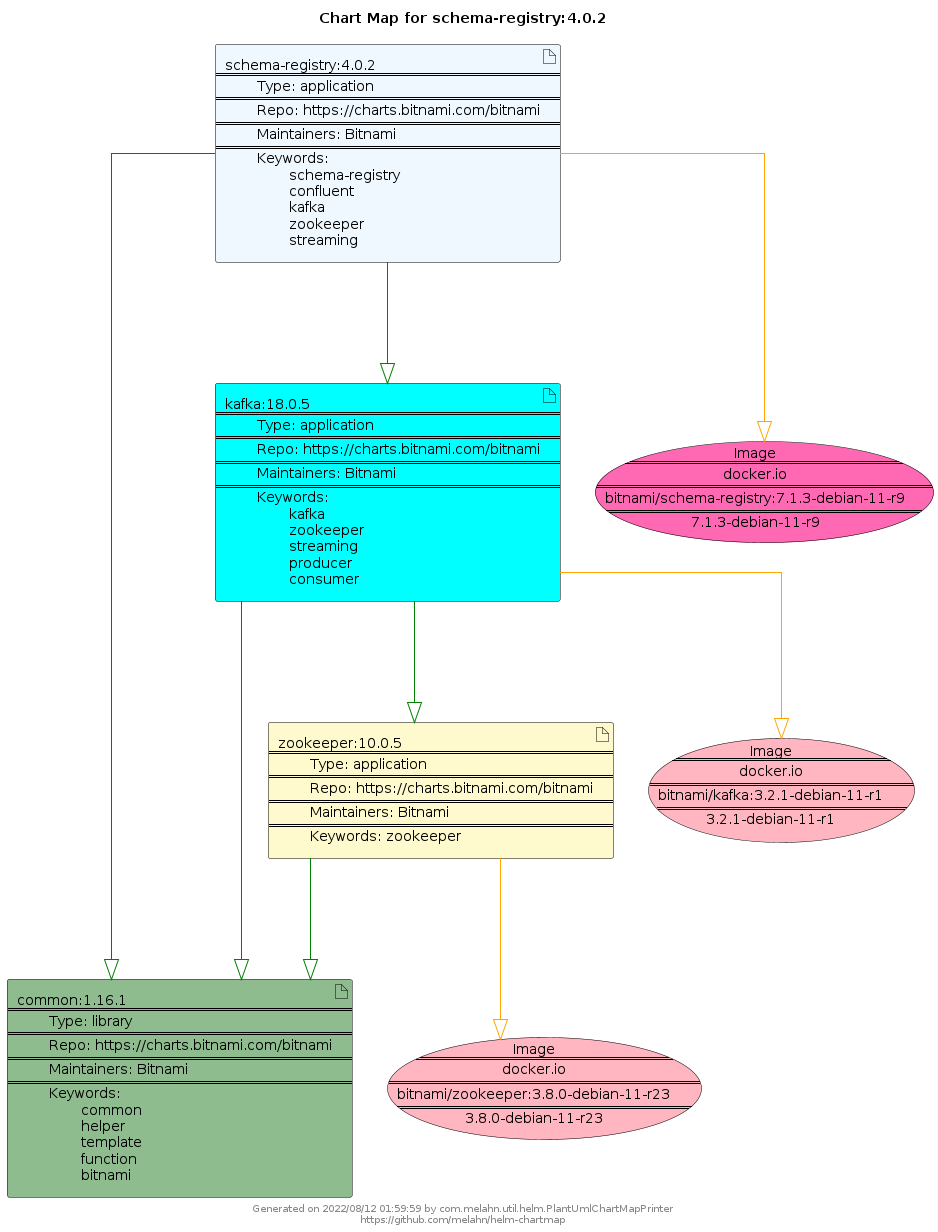 Chart Map for schema-registry:4.0.2
schema-registry:4.0.2
Type: application
Repo: https://charts.bitnami.com/bitnami
Maintainers: Bitnami
Keywords:
schema-registry
confluent
kafka
zookeeper
streaming
kafka:18.0.5
Type: application
Repo: https://charts.bitnami.com/bitnami
Maintainers: Bitnami
Keywords:
kafka
zookeeper
streaming
producer
consumer
Image
docker.io
bitnami/schema-registry:7.1.3-debian-11-r9
7.1.3-debian-11-r9
zookeeper:10.0.5
Type: application
Repo: https://charts.bitnami.com/bitnami
Maintainers: Bitnami
Keywords: zookeeper
Image
docker.io
bitnami/kafka:3.2.1-debian-11-r1
3.2.1-debian-11-r1
common:1.16.1
Type: library
Repo: https://charts.bitnami.com/bitnami
Maintainers: Bitnami
Keywords:
common
helper
template
function
bitnami
Image
docker.io
bitnami/zookeeper:3.8.0-debian-11-r23
3.8.0-debian-11-r23
Generated on 2022/08/12 01:59:59 by com.melahn.util.helm.PlantUmlChartMapPrinter
https://github.com/melahn/helm-chartmap